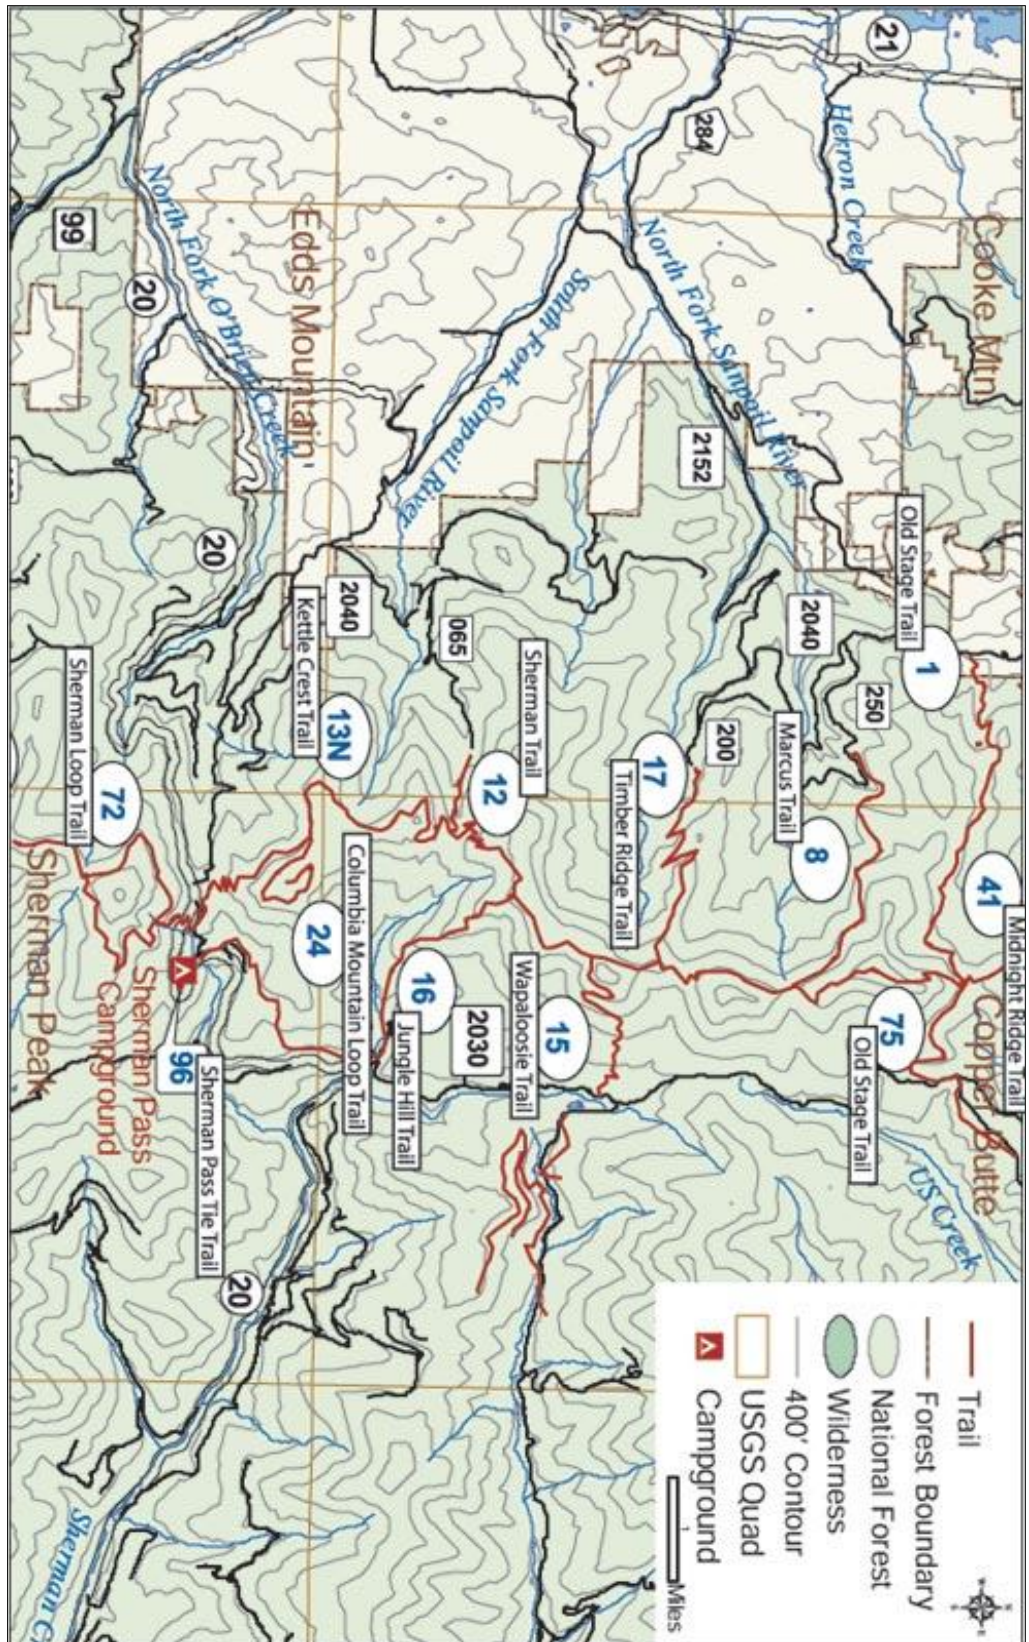 21
Herron Creek
Cooke Mtn
284
North Fork Sanpoil River
South Fork Sanpoil River
Edds Mountain
North Fork O'Brien Creek
99
20
2152
Old Stage Trail
1
2040
250
Marcus Trail
8
200
17
Timber Ridge Trail
Sherman Trail
12
065
2040
Kettle Crest Trail
13N
20
72
Sherman Loop Trail
Sherman Peak
41
Midnight Ridge Trail
Copper Butte
75
Old Stage Trail
US Creek
15
Wapaloosie Trail
2030
16
Jungle Hill Trail
24
Columbia Mountain Loop Trail
Sherman Pass
Campground
96
Sherman Pass Tie Trail
20
Sherman C
Trail
Forest Boundary
National Forest
Wilderness
400' Contour
USGS Quad
Campground
1
Miles